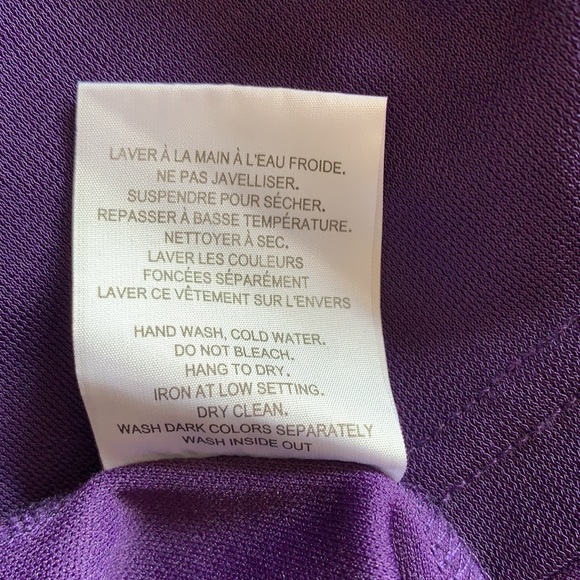 LAVER À LA MAIN À L'EAU FROIDE.
NE PAS JAVELLISER.
SUSPENDRE POUR SÉCHER.
REPASSER À BASSE TEMPÉRATURE.
NETTOYER À SEC.
LAVER LES COULEURS
FONCÉES SÉPARÉMENT
LAVER CE VÊTEMENT SUR L'ENVERS
HAND WASH, COLD WATER.
DO NOT BLEACH.
HANG TO DRY.
IRON AT LOW SETTING.
DRY CLEAN.
WASH DARK COLORS SEPARATELY
WASH INSIDE OUT